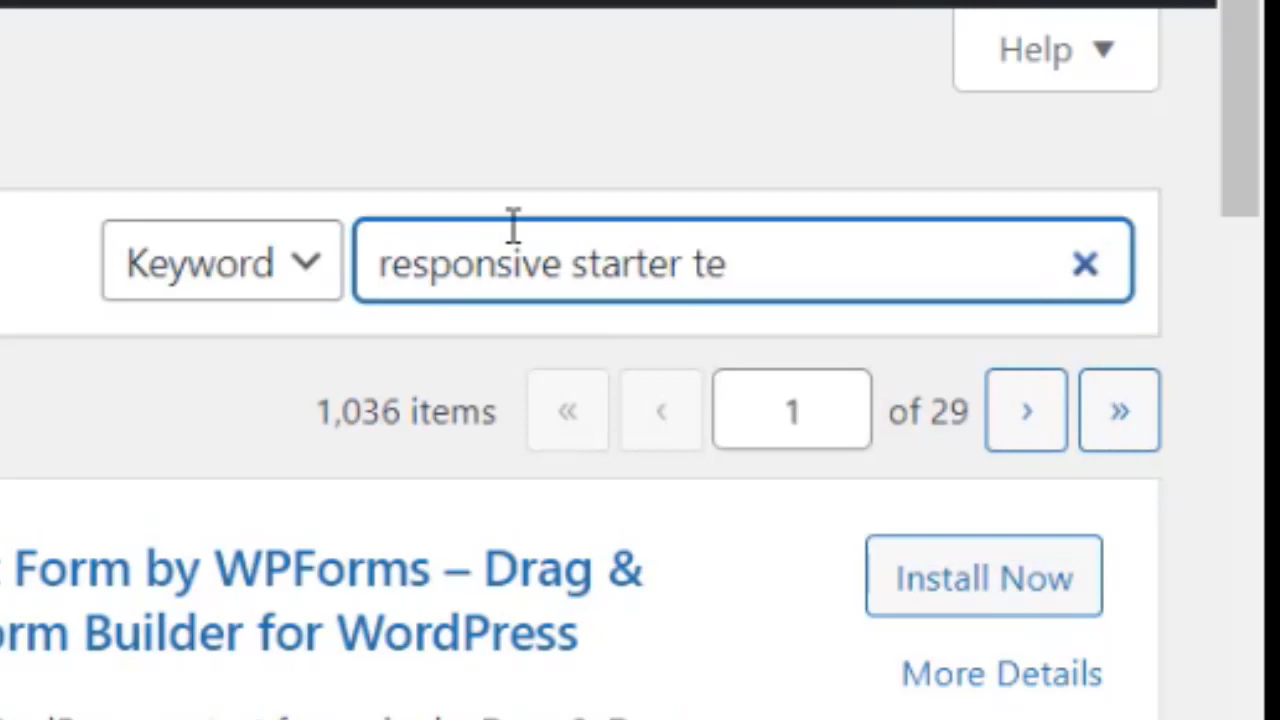 Help ▼
Keyword
responsive starter te ×
1,036 items « ‹ 1 of 29 › »
Form by WPForms – Drag &
Install Now
Builder for WordPress
More Details